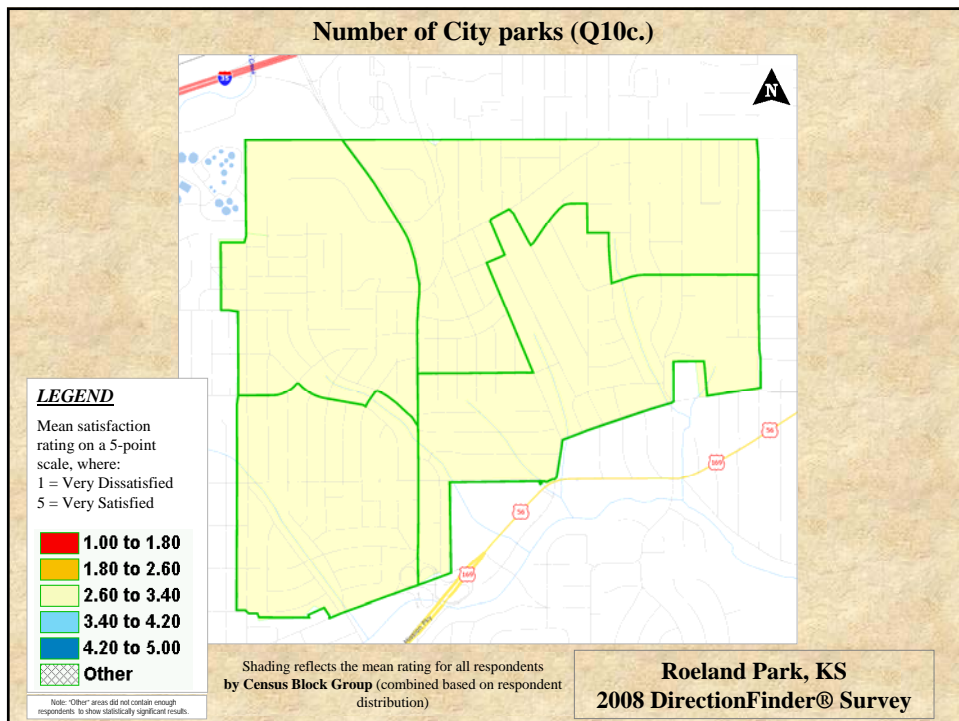 Number of City parks (Q10c.)
35
Creek
N
LEGEND
Mean satisfaction
rating on a 5-point
scale, where:
1 = Very Dissatisfied
5 = Very Satisfied
1.00 to 1.80
1.80 to 2.60
2.60 to 3.40
3.40 to 4.20
4.20 to 5.00
Other
Note: "Other" areas did not contain enough
respondents to show statistically significant results.
56
169
56
169
Shading reflects the mean rating for all respondents
by Census Block Group (combined based on respondent
distribution)
Roeland Park, KS
2008 DirectionFinder® Survey